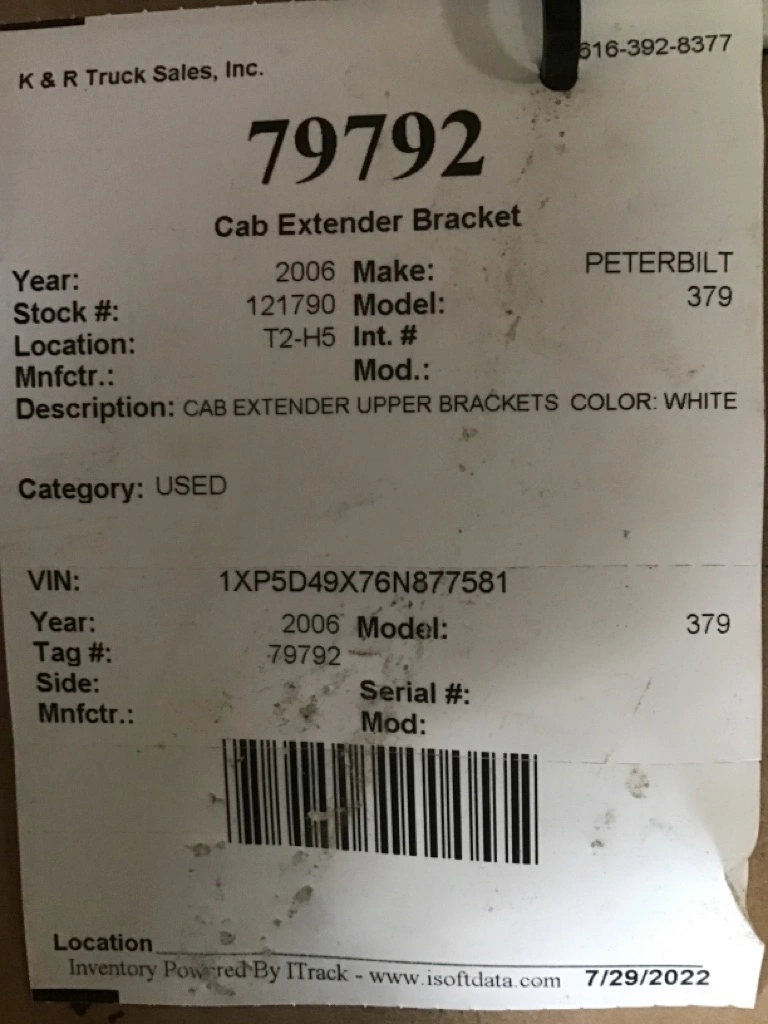 K & R Truck Sales, Inc. 616-392-8377
79792
Cab Extender Bracket
Year: 2006 Make: PETERBILT
Stock #: 121790 Model: 379
Location: T2-H5 Int. #
Mnfctr.: Mod.:
Description: CAB EXTENDER UPPER BRACKETS COLOR: WHITE
Category: USED
VIN: 1XP5D49X76N877581
Year: 2006 Model: 379
Tag #: 79792
Side: Serial #:
Mnfctr.: Mod:
Location
Inventory Powered By ITrack - www.isoftdata.com 7/29/2022